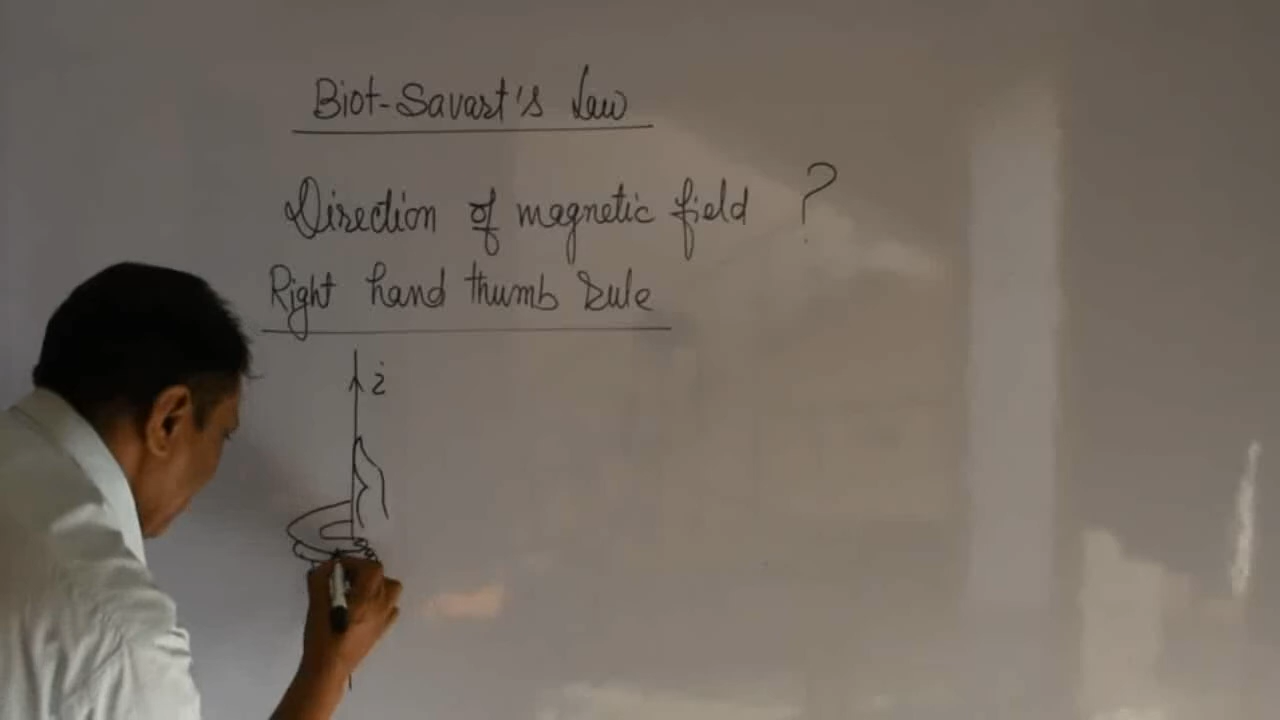 Biot-Savart's Law
Direction of magnetic field ?
Right hand thumb rule
i